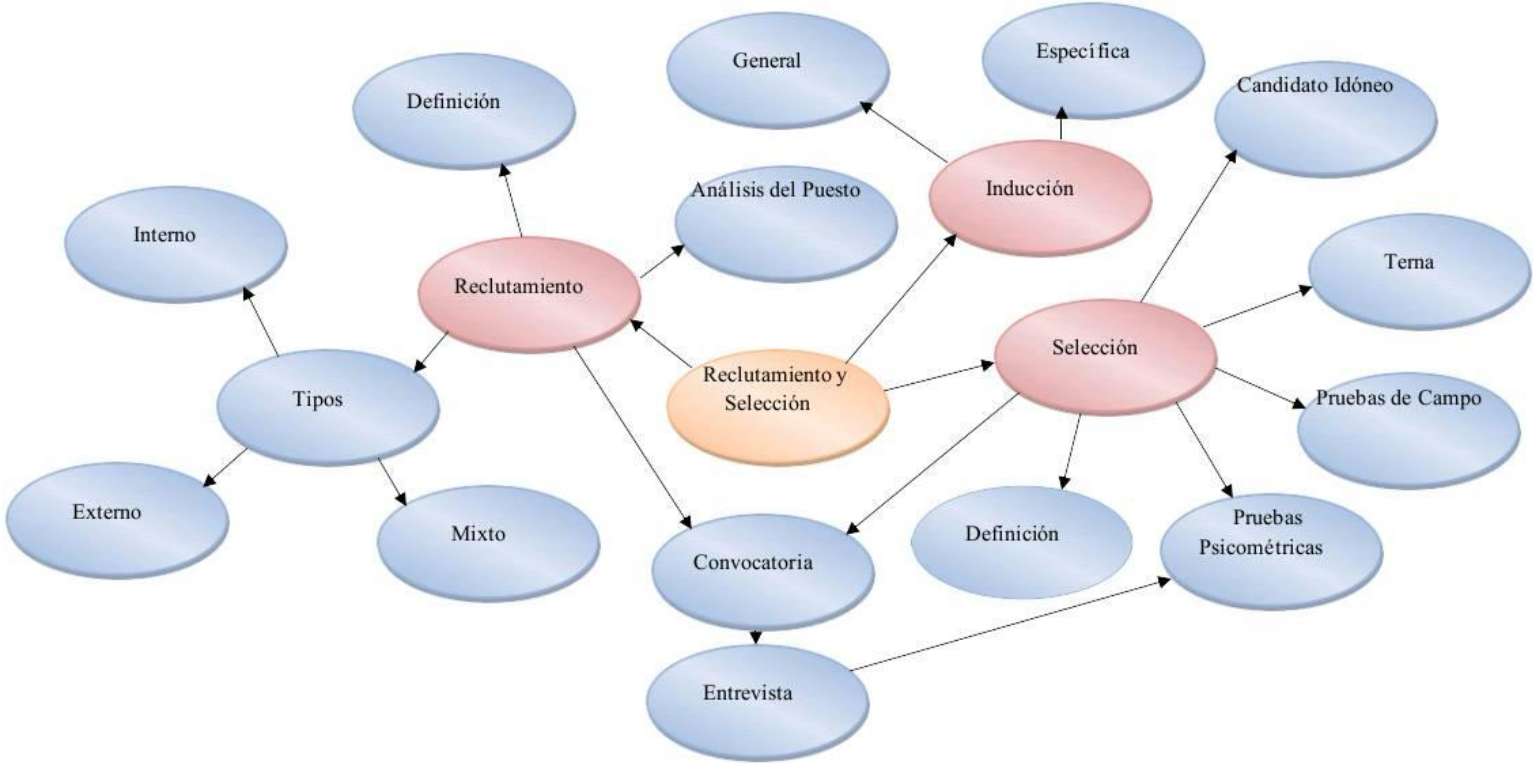 General
Específica
Candidato Idóneo
Definición
Análisis del Puesto
Inducción
Interno
Terna
Reclutamiento
Selección
Reclutamiento y
Selección
Tipos
Pruebas de Campo
Externo
Mixto
Convocatoria
Definición
Pruebas
Psicométricas
Entrevista